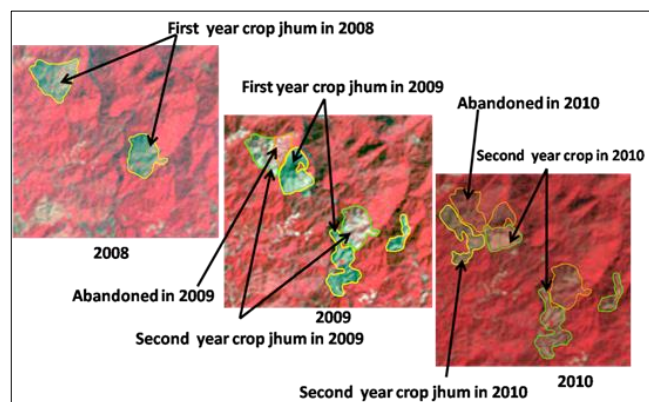 First year crop jhum in 2008
First year crop jhum in 2009
Abandoned in 2010
Second year crop in 2010
2008
Abandoned in 2009
2009
Second  year crop jhum in 2009
Second  year crop jhum in 2010
2010